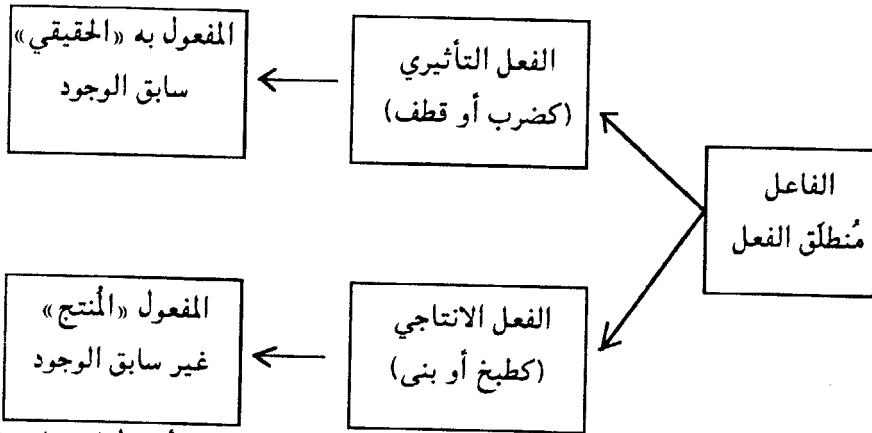 الفاعل
مُنطلَق الفعل
الفعل التأثيري
(كضرب أو قطف)
المفعول به «الحقيقي»
سابق الوجود
الفعل الانتاجي
(كطبخ أو بنى)
المفعول «المُنتج»
غير سابق الوجود